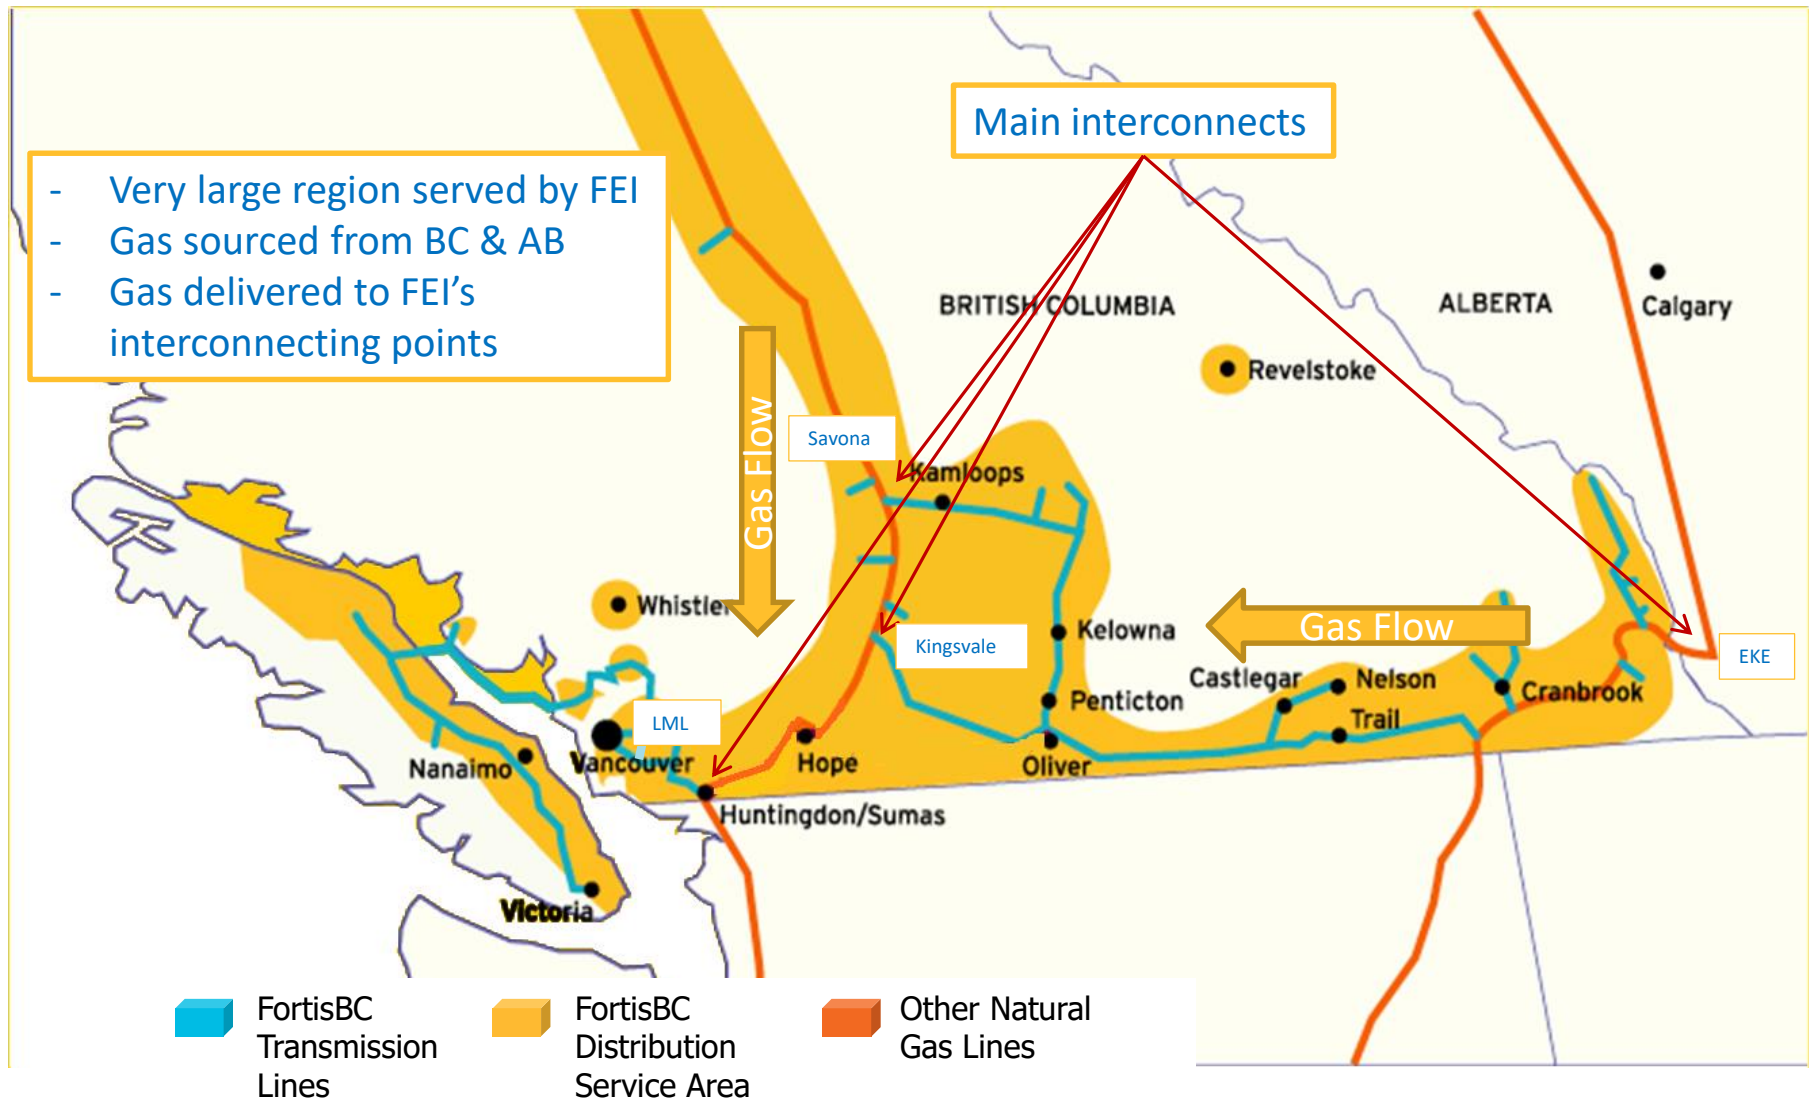 Main interconnects
- Very large region served by FEI
- Gas sourced from BC & AB
- Gas delivered to FEI’s
interconnecting points
BRITISH COLUMBIA
ALBERTA
Calgary
Revelstoke
Gas Flow
Savona
Kamloops
Whistler
Kelowna
Gas Flow
Kingsvale
EKE
Castlegar
Nelson
Cranbrook
Penticton
Trail
LML
Vancouver
Hope
Oliver
Nanaimo
Huntingdon/Sumas
Victoria
FortisBC
Transmission
Lines
FortisBC
Distribution
Service Area
Other Natural
Gas Lines